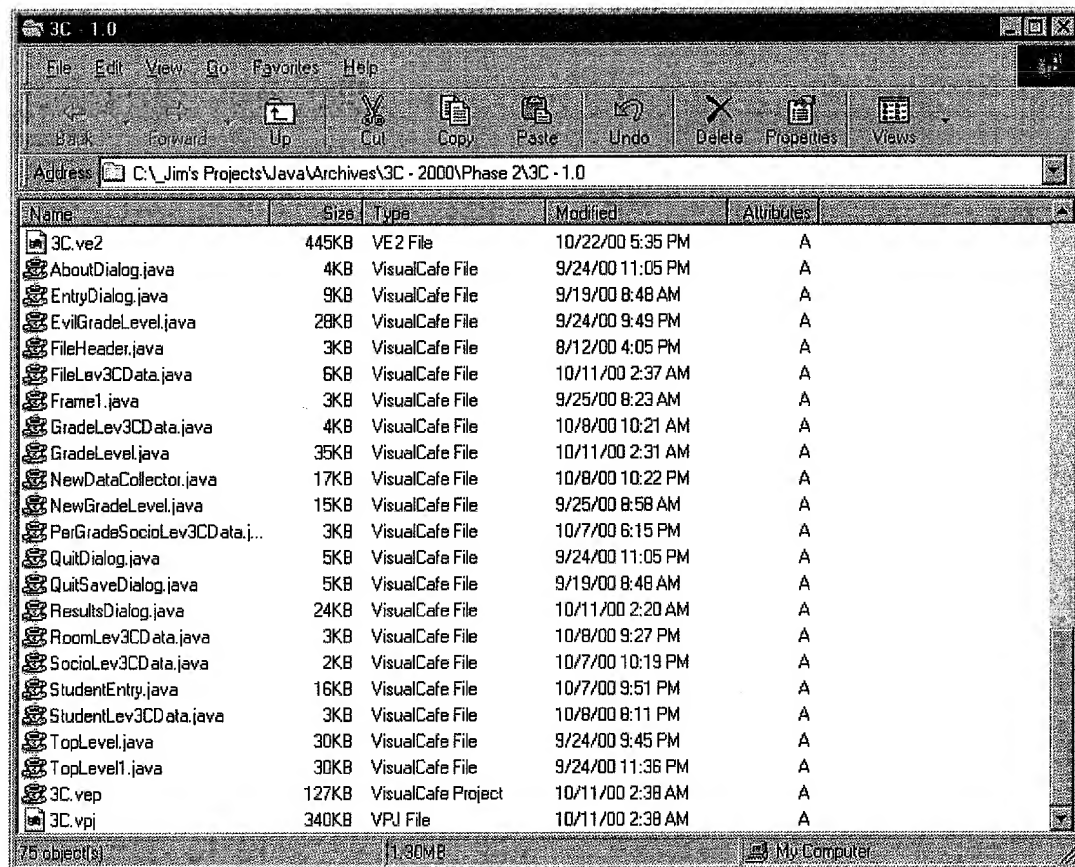 3C - 1.0
File Edit View Go Favorites Help
Back Forward Up Cut Copy Paste Undo Delete Properties Views
Address C:\_Jim's Projects\Java\Archives\3C - 2000\Phase 2\3C - 1.0
Name Size Type Modified Attributes
3C.ve2 445KB VE2 File 10/22/00 5:35 PM A
AboutDialog.java 4KB VisualCafe File 9/24/00 11:05 PM A
EntryDialog.java 9KB VisualCafe File 9/19/00 8:48 AM A
EvilGradeLevel.java 28KB VisualCafe File 9/24/00 9:49 PM A
FileHeader.java 3KB VisualCafe File 8/12/00 4:05 PM A
FileLev3CData.java 6KB VisualCafe File 10/11/00 2:37 AM A
Frame1.java 3KB VisualCafe File 9/25/00 8:23 AM A
GradeLev3CData.java 4KB VisualCafe File 10/8/00 10:21 AM A
GradeLevel.java 35KB VisualCafe File 10/11/00 2:31 AM A
NewDataCollector.java 17KB VisualCafe File 10/8/00 10:22 PM A
NewGradeLevel.java 15KB VisualCafe File 9/25/00 8:58 AM A
PerGradeSocioLev3CData.j... 3KB VisualCafe File 10/7/00 6:15 PM A
QuitDialog.java 5KB VisualCafe File 9/24/00 11:05 PM A
QuitSaveDialog.java 5KB VisualCafe File 9/19/00 8:48 AM A
ResultsDialog.java 24KB VisualCafe File 10/11/00 2:20 AM A
RoomLev3CData.java 3KB VisualCafe File 10/8/00 9:27 PM A
SocioLev3CData.java 2KB VisualCafe File 10/7/00 10:19 PM A
StudentEntry.java 16KB VisualCafe File 10/7/00 9:51 PM A
StudentLev3CData.java 3KB VisualCafe File 10/8/00 8:11 PM A
TopLevel.java 30KB VisualCafe File 9/24/00 9:45 PM A
TopLevel1.java 30KB VisualCafe File 9/24/00 11:36 PM A
3C.vep 127KB VisualCafe Project 10/11/00 2:38 AM A
3C.vpj 340KB VPJ File 10/11/00 2:38 AM A
75 object(s) 1.30MB My Computer